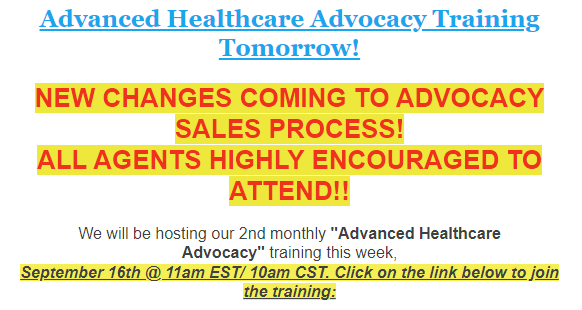 Advanced Healthcare Advocacy Training
Tomorrow!
NEW CHANGES COMING TO ADVOCACY
SALES PROCESS!
ALL AGENTS HIGHLY ENCOURAGED TO
ATTEND!!
We will be hosting our 2nd monthly "Advanced Healthcare
Advocacy" training this week,
September 16th @ 11am EST/ 10am CST. Click on the link below to join
the training: